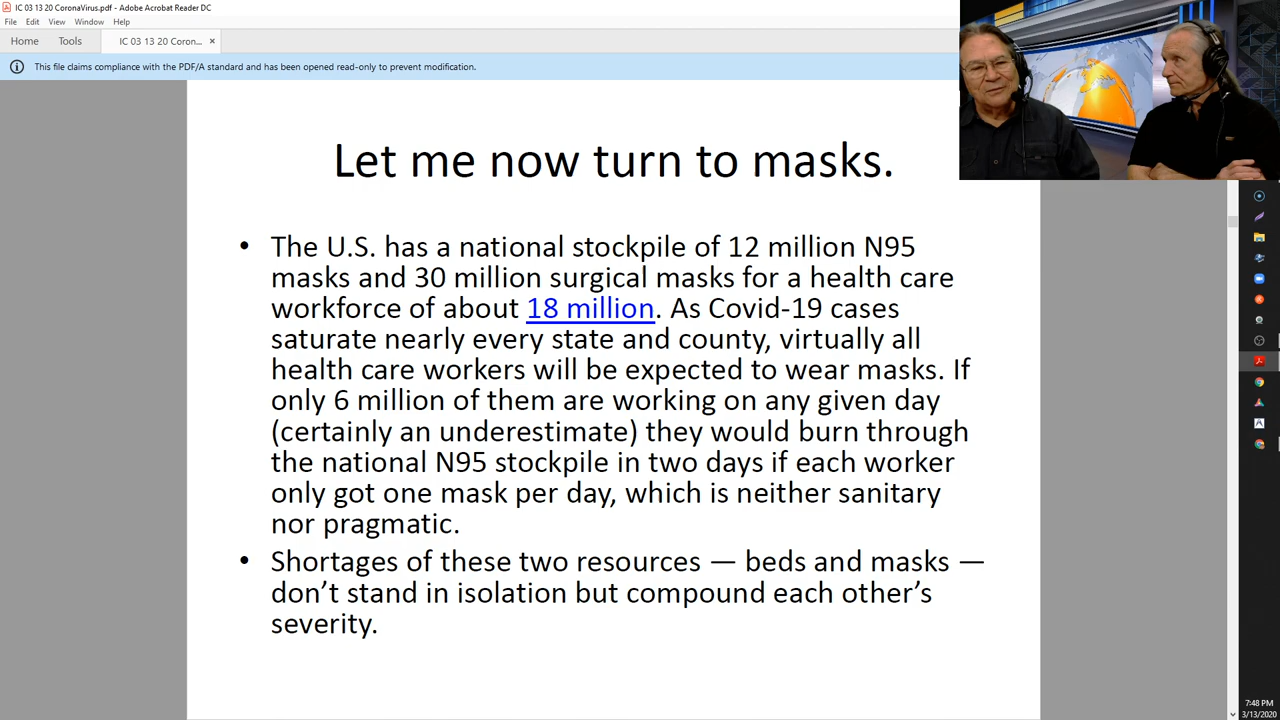 IC 03 13 20 CoronaVirus.pdf - Adobe Acrobat Reader DC
File Edit View Window Help
Home Tools IC 03 13 20 Coron... ×
This file claims compliance with the PDF/A standard and has been opened read-only to prevent modification.
Let me now turn to masks.
• The U.S. has a national stockpile of 12 million N95
masks and 30 million surgical masks for a health care
workforce of about 18 million. As Covid-19 cases
saturate nearly every state and county, virtually all
health care workers will be expected to wear masks. If
only 6 million of them are working on any given day
(certainly an underestimate) they would burn through
the national N95 stockpile in two days if each worker
only got one mask per day, which is neither sanitary
nor pragmatic.
• Shortages of these two resources — beds and masks —
don’t stand in isolation but compound each other’s
severity.
7:48 PM
3/13/2020